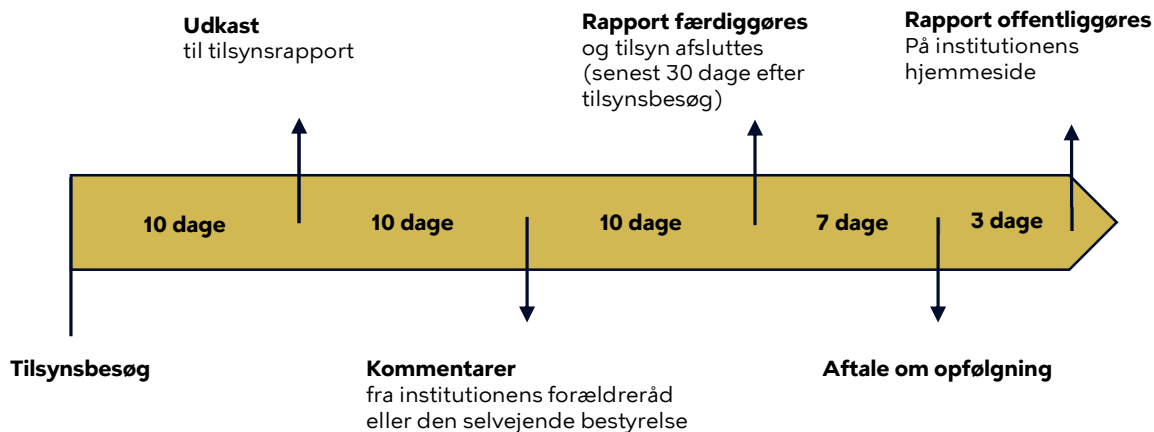 Udkast
til tilsynsrapport
Rapport færdiggøres
og tilsyn afsluttes
(senest 30 dage efter
tilsynsbesøg)
Rapport offentliggøres
På institutionens
hjemmeside
10 dage
10 dage
10 dage
7 dage
3 dage
Tilsynsbesøg
Kommentarer
fra institutionens forældreråd
eller den selvejende bestyrelse
Aftale om opfølgning